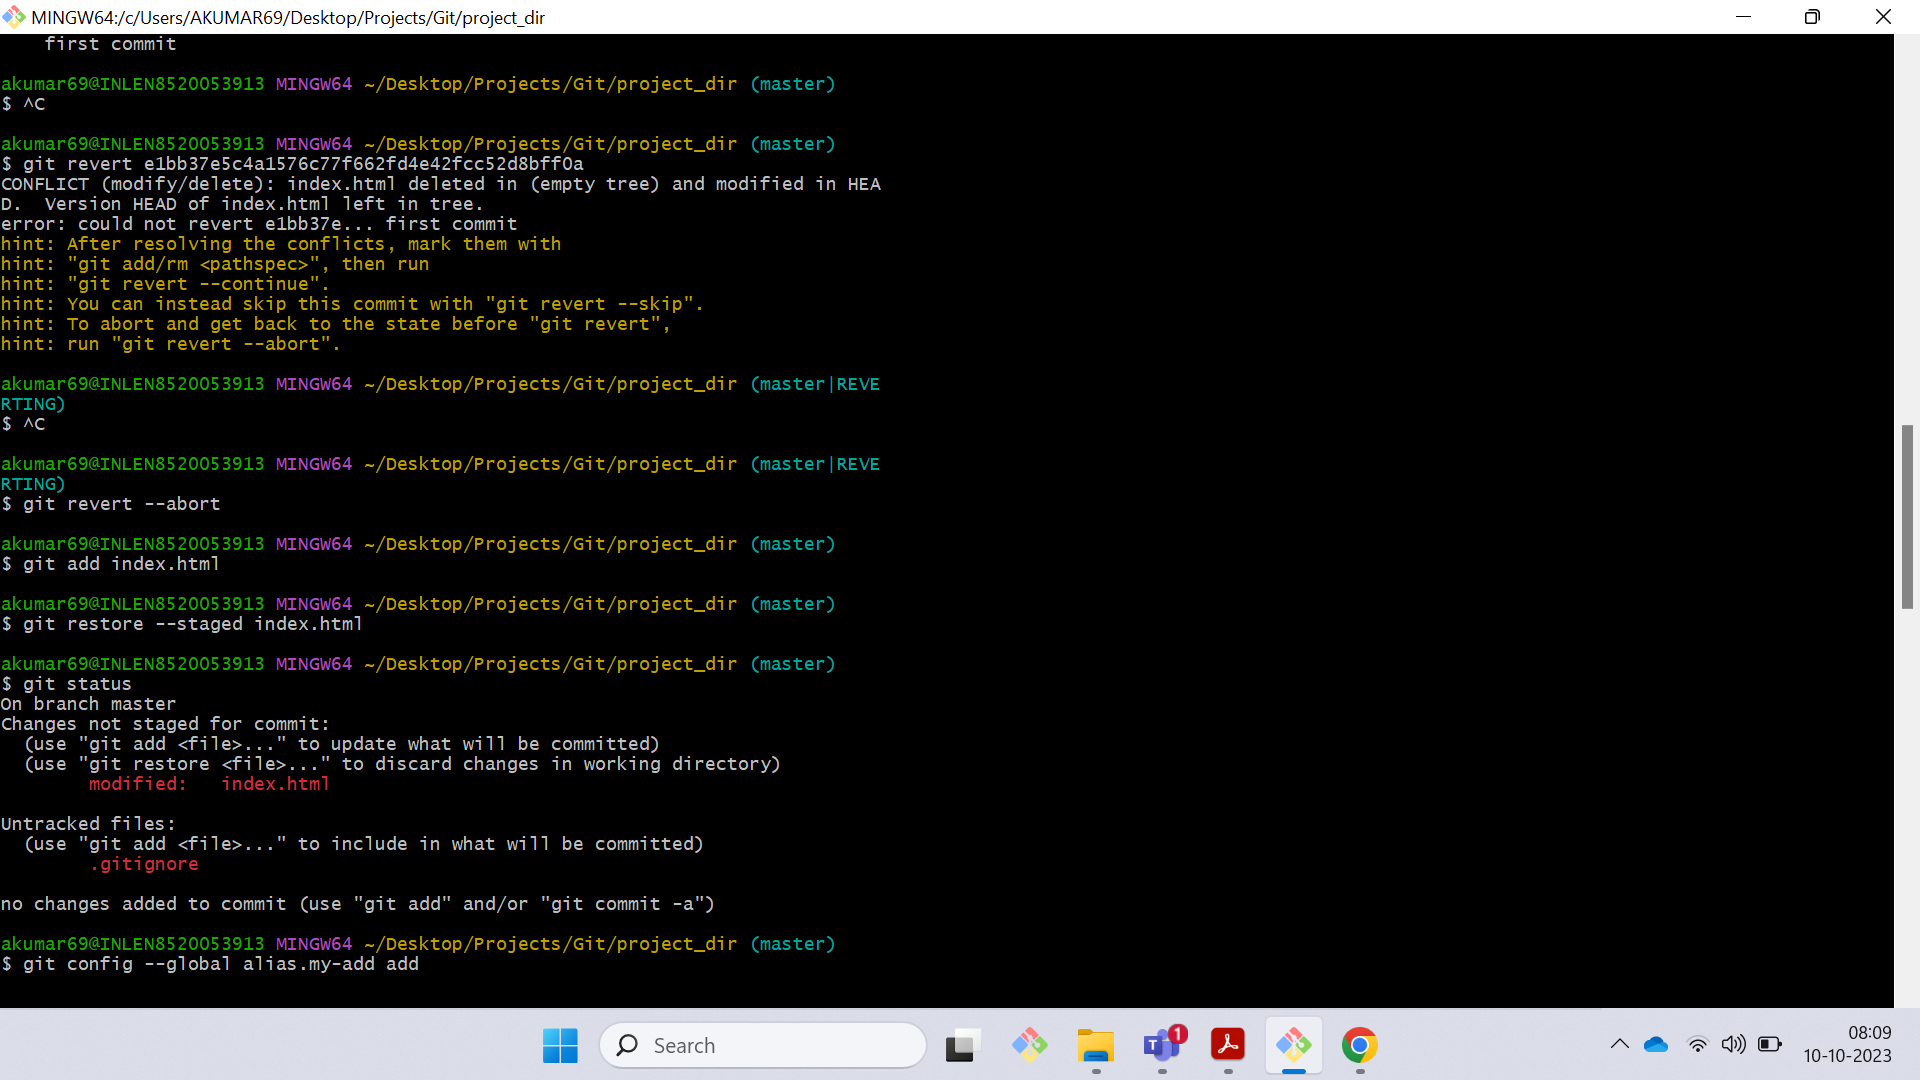 MINGW64:/c/Users/AKUMAR69/Desktop/Projects/Git/project_dir
    first commit
akumar69@INLEN8520053913 MINGW64 ~/Desktop/Projects/Git/project_dir (master)
$ ^C
akumar69@INLEN8520053913 MINGW64 ~/Desktop/Projects/Git/project_dir (master)
$ git revert e1bb37e5c4a1576c77f662fd4e42fcc52d8bff0a
CONFLICT (modify/delete): index.html deleted in (empty tree) and modified in HEA
D.  Version HEAD of index.html left in tree.
error: could not revert e1bb37e... first commit
hint: After resolving the conflicts, mark them with
hint: "git add/rm <pathspec>", then run
hint: "git revert --continue".
hint: You can instead skip this commit with "git revert --skip".
hint: To abort and get back to the state before "git revert",
hint: run "git revert --abort".
akumar69@INLEN8520053913 MINGW64 ~/Desktop/Projects/Git/project_dir (master|REVE
RTING)
$ ^C
akumar69@INLEN8520053913 MINGW64 ~/Desktop/Projects/Git/project_dir (master|REVE
RTING)
$ git revert --abort
akumar69@INLEN8520053913 MINGW64 ~/Desktop/Projects/Git/project_dir (master)
$ git add index.html
akumar69@INLEN8520053913 MINGW64 ~/Desktop/Projects/Git/project_dir (master)
$ git restore --staged index.html
akumar69@INLEN8520053913 MINGW64 ~/Desktop/Projects/Git/project_dir (master)
$ git status
On branch master
Changes not staged for commit:
  (use "git add <file>..." to update what will be committed)
  (use "git restore <file>..." to discard changes in working directory)
        modified:   index.html
Untracked files:
  (use "git add <file>..." to include in what will be committed)
        .gitignore
no changes added to commit (use "git add" and/or "git commit -a")
akumar69@INLEN8520053913 MINGW64 ~/Desktop/Projects/Git/project_dir (master)
$ git config --global alias.my-add add
Search
T
1
08:09
10-10-2023